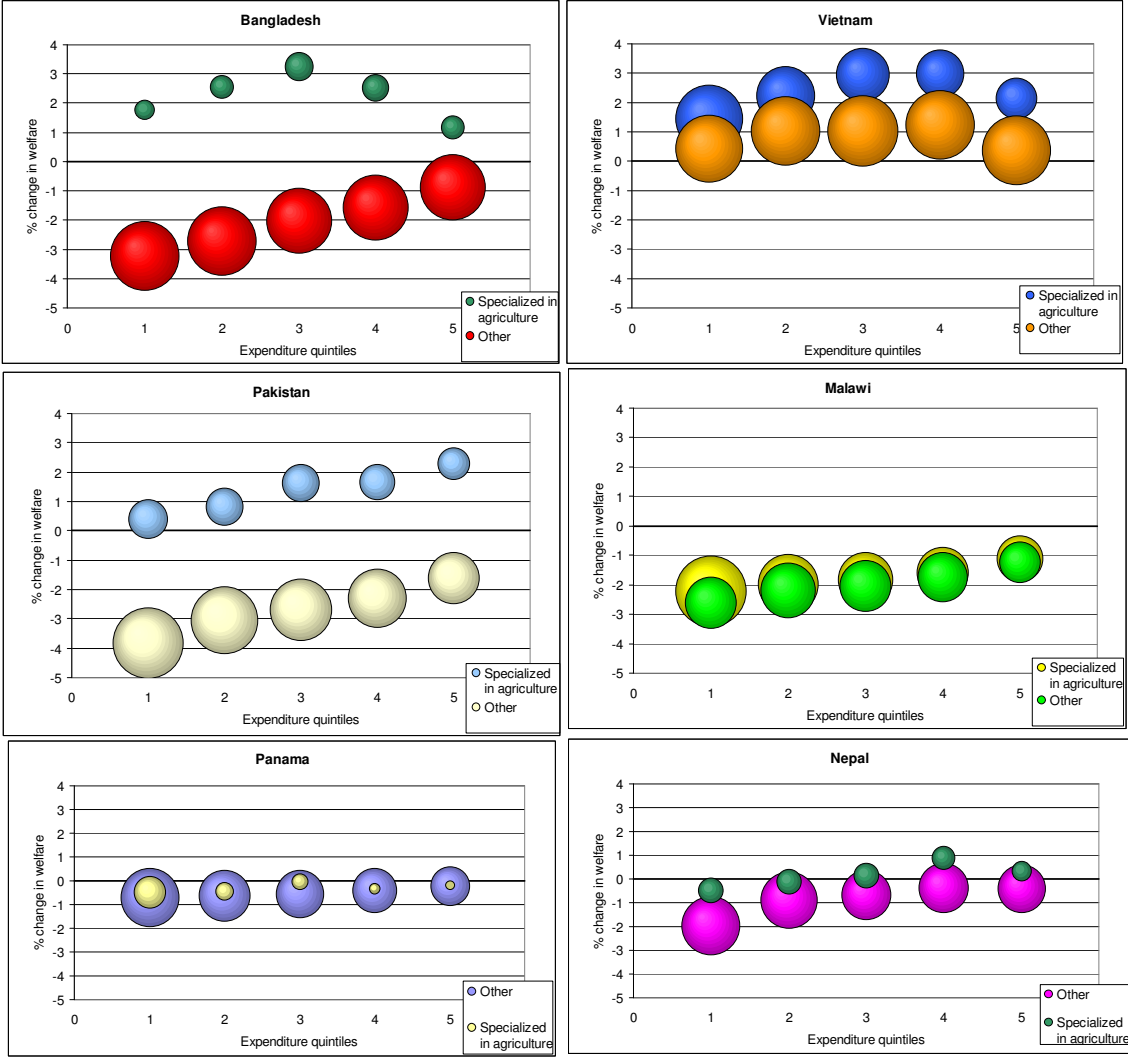 Bangladesh
4
3
2
1
0
-1
-2
-3
-4
-5
% change in welfare
0 1 2 3 4 5
Expenditure quintiles
Specialized in
agriculture
Other
Vietnam
4
3
2
1
0
-1
-2
-3
-4
-5
% change in welfare
0 1 2 3 4 5
Expenditure quintiles
Specialized in
agriculture
Other
Pakistan
4
3
2
1
0
-1
-2
-3
-4
-5
% change in welfare
0 1 2 3 4 5
Expenditure quintiles
Specialized
in agriculture
Other
Malawi
4
3
2
1
0
-1
-2
-3
-4
-5
% change in welfare
0 1 2 3 4 5
Expenditure quintiles
Specialized
in agriculture
Other
Panama
4
3
2
1
0
-1
-2
-3
-4
-5
% change in welfare
0 1 2 3 4 5
Expenditure quintiles
Other
Specialized
in agriculture
Nepal
4
3
2
1
0
-1
-2
-3
-4
-5
% change in welfare
0 1 2 3 4 5
Expenditure quintiles
Other
Specialized
in agriculture